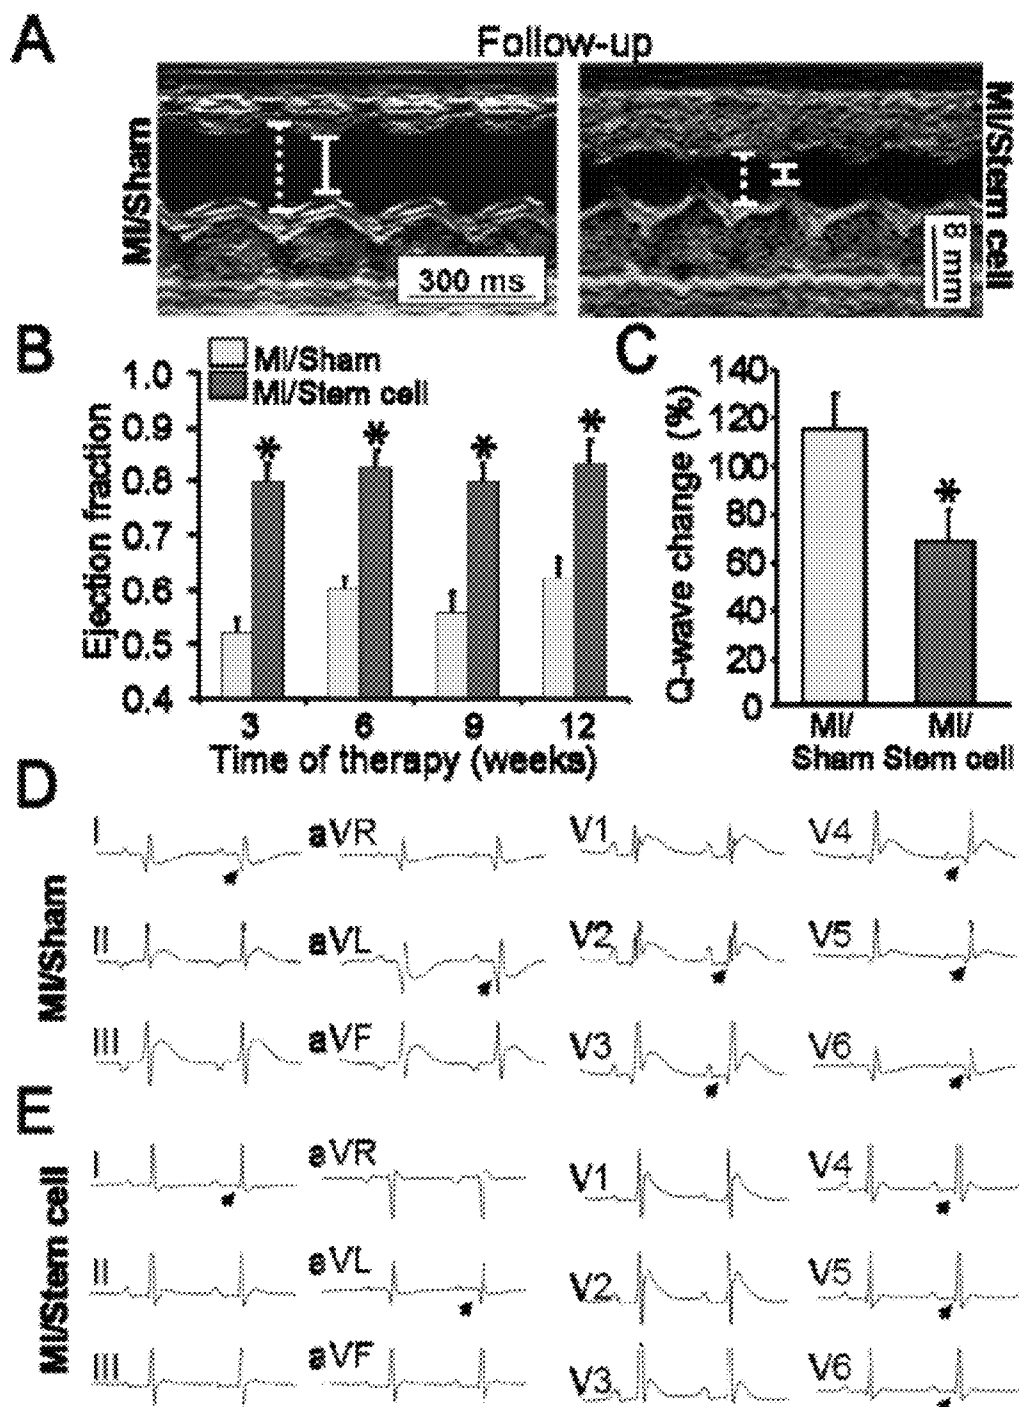 A
Follow-up
MI/Sham
MI/Stem cell
300 ms
8 mm
B
MI/Sham
MI/Stem cell
Ejection fraction
1.0
0.9
0.8
0.7
0.6
0.5
0.4
* * * *
3 6 9 12
Time of therapy (weeks)
C
Q-wave change (%)
140
120
100
80
60
40
20
0
*
MI/ MI/
Sham Stem cell
D
MI/Sham
I aVR V1 V4
II aVL V2 V5
III aVF V3 V6
E
MI/Stem cell
I aVR V1 V4
II aVL V2 V5
III aVF V3 V6